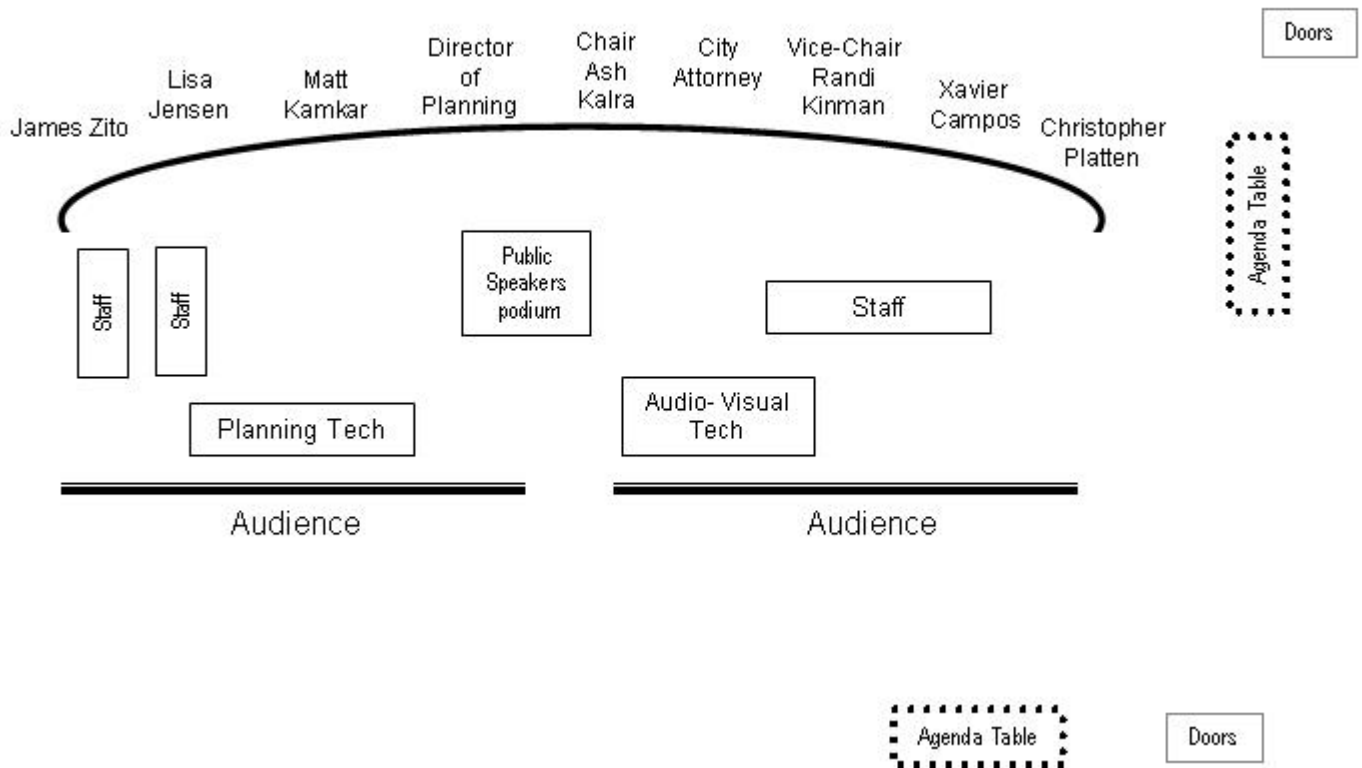 Doors
Director
of
Planning
Chair
Ash
Kalra
City
Attorney
Vice-Chair
Randi
Kinman
Lisa
Jensen
Matt
Kamkar
Xavier
Campos
James Zito
Christopher
Platten
Agenda Table
Public
Speakers
podium
Staff
Staff
Staff
Audio- Visual
Tech
Planning Tech
Audience
Audience
Agenda Table
Doors